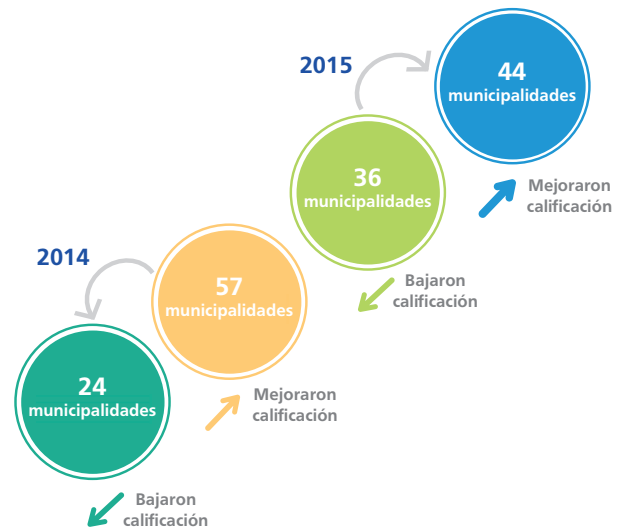 2015
44
municipalidades
Mejoraron
calificación
36
municipalidades
Bajaron
calificación
2014
57
municipalidades
Mejoraron
calificación
24
municipalidades
Bajaron
calificación